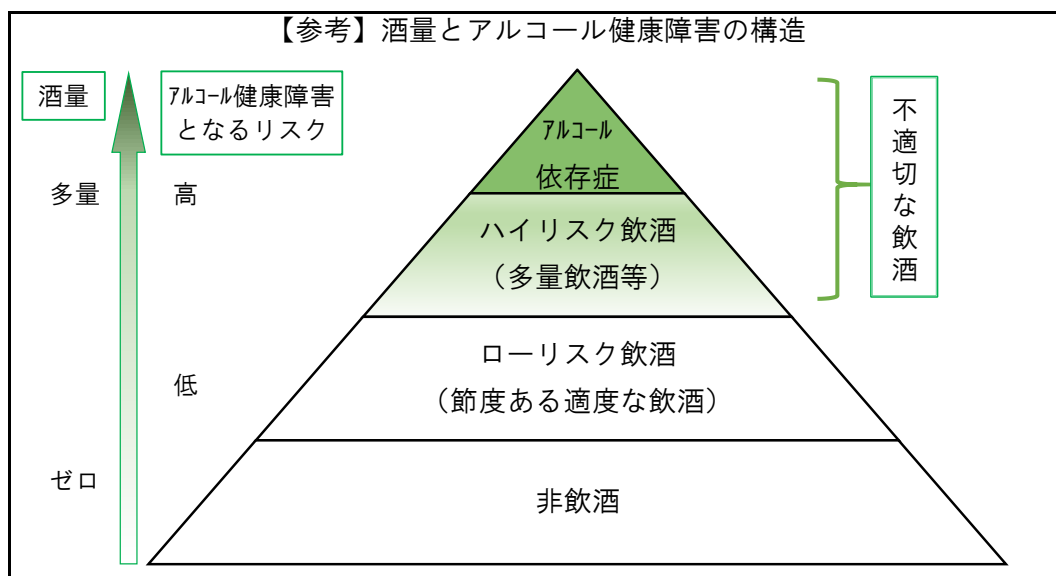 【参考】酒量とアルコール健康障害の構造
酒量
ｱﾙｺｰﾙ健康障害
となるリスク
多量
高
低
ゼロ
ｱﾙｺｰﾙ
依存症
ハイリスク飲酒
（多量飲酒等）
ローリスク飲酒
（節度ある適度な飲酒）
非飲酒
不適切な飲酒